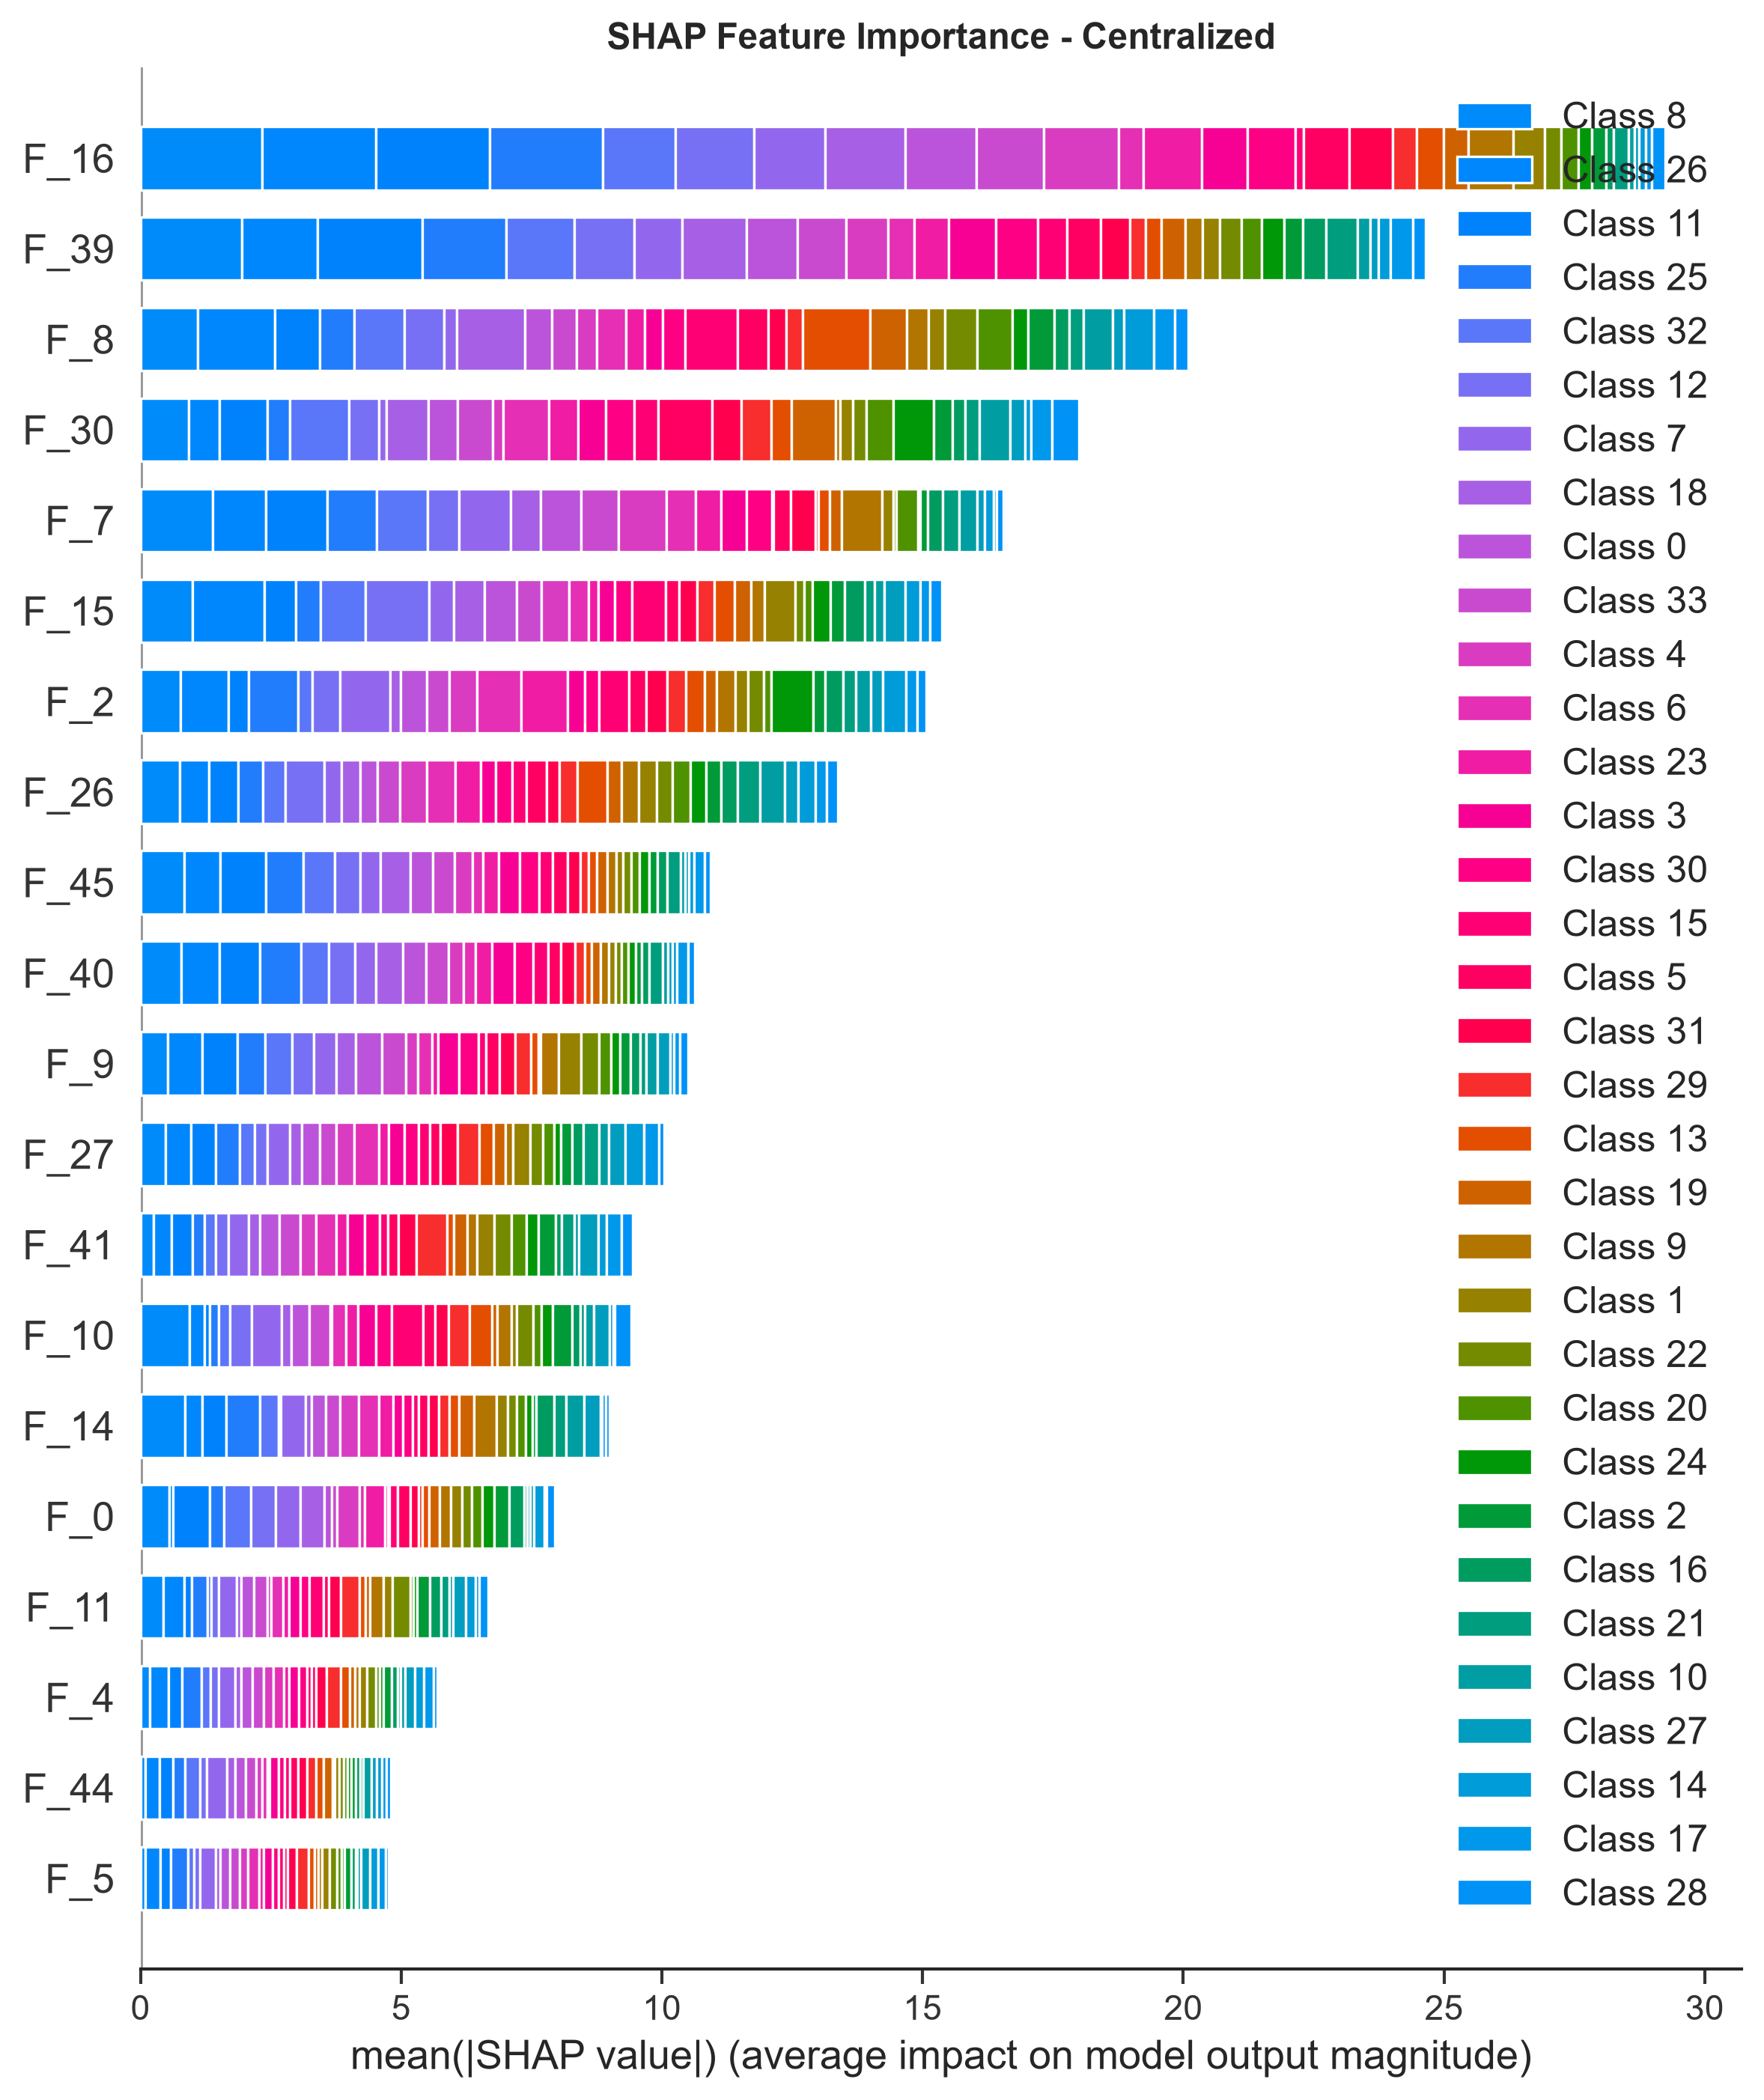 SHAP Feature Importance - Centralized
F_16
F_39
F_8
F_30
F_7
F_15
F_2
F_26
F_45
F_40
F_9
F_27
F_41
F_10
F_14
F_0
F_11
F_4
F_44
F_5
Class 8
Class 26
Class 11
Class 25
Class 32
Class 12
Class 7
Class 18
Class 0
Class 33
Class 4
Class 6
Class 23
Class 3
Class 30
Class 15
Class 5
Class 31
Class 29
Class 13
Class 19
Class 9
Class 1
Class 22
Class 20
Class 24
Class 2
Class 16
Class 21
Class 10
Class 27
Class 14
Class 17
Class 28
0 5 10 15 20 25 30
mean(|SHAP value|) (average impact on model output magnitude)